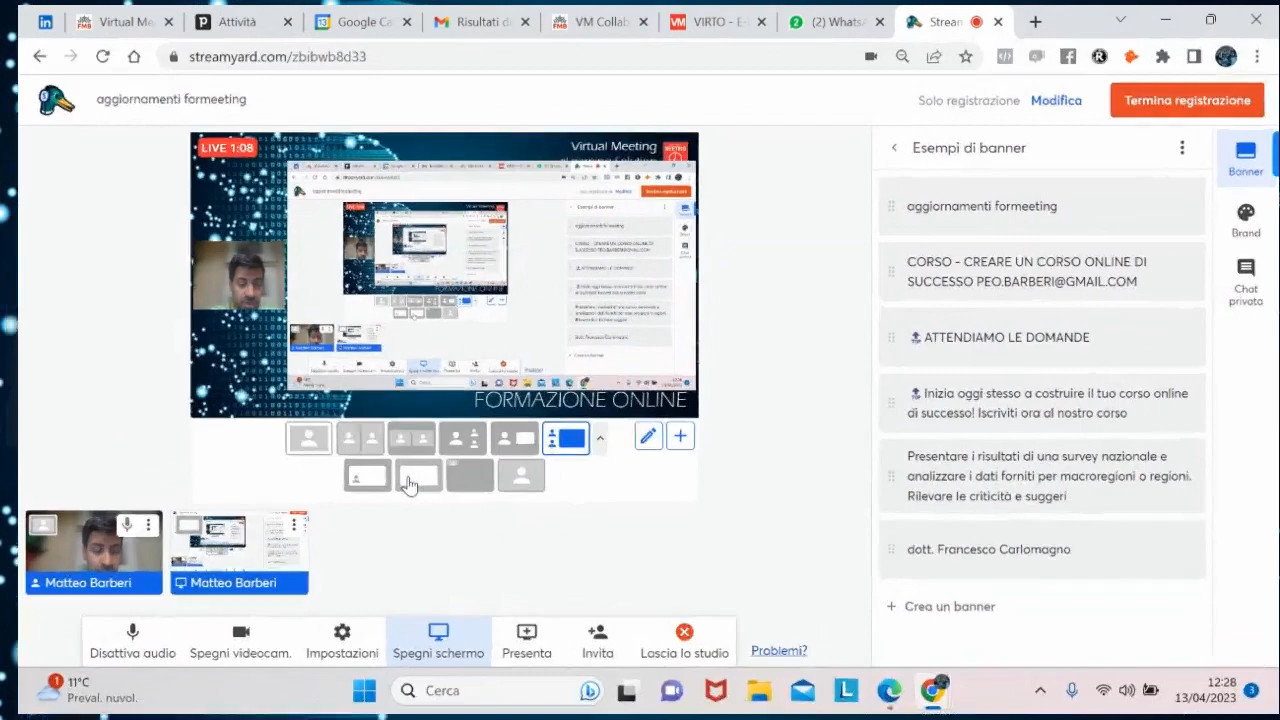 Virtual Me
Attività
Google Ca
Risultati di
VM Collab
VIRTO - E-
(2) Whats
Stream
streamyard.com/zbibwb8d33
aggiornamenti formeeting
Solo registrazione
Modifica
Termina registrazione
LIVE 1:08
Virtual Meeting
FORMAZIONE ONLINE
Matteo Barberi
Matteo Barberi
Disattiva audio
Spegni videocam.
Impostazioni
Spegni schermo
Presenta
Invita
Lascia lo studio
Problemi?
Esempi di banner
aggiornamenti formeeting
CORSO - CREARE UN CORSO ONLINE DI
SUCCESSO PEO.BARBERI@GMAIL.COM
ATTENDIAMO LE DOMANDE
Inizia oggi stesso a costruire il tuo corso online
di successo! Iscriviti ora al nostro corso
Presentare i risultati di una survey nazionale e
analizzare i dati forniti per macroregioni o regioni.
Rilevare le criticità e suggeri
dott. Francesco Carlomagno
+ Crea un banner
Banner
Brand
Chat
privata
1
11°C
Preval. nuvol.
Cerca
12:28
13/04/2023
3